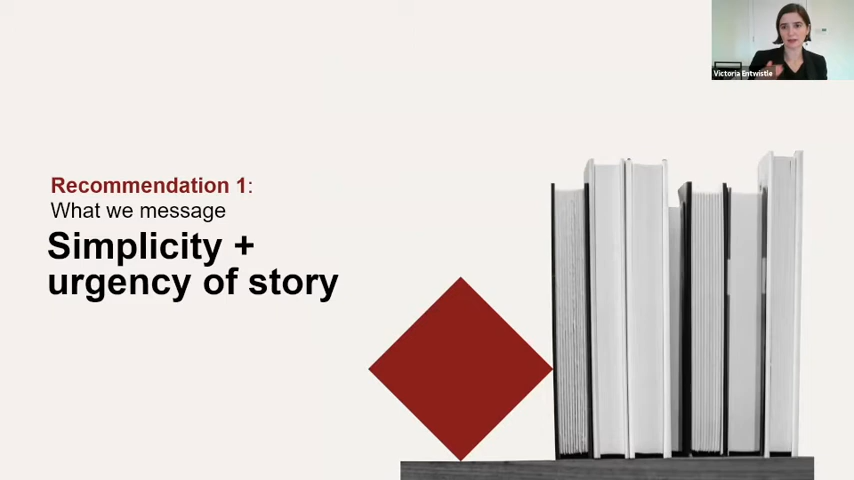 Victoria Entwistle
Recommendation 1:
What we message
Simplicity +
urgency of story